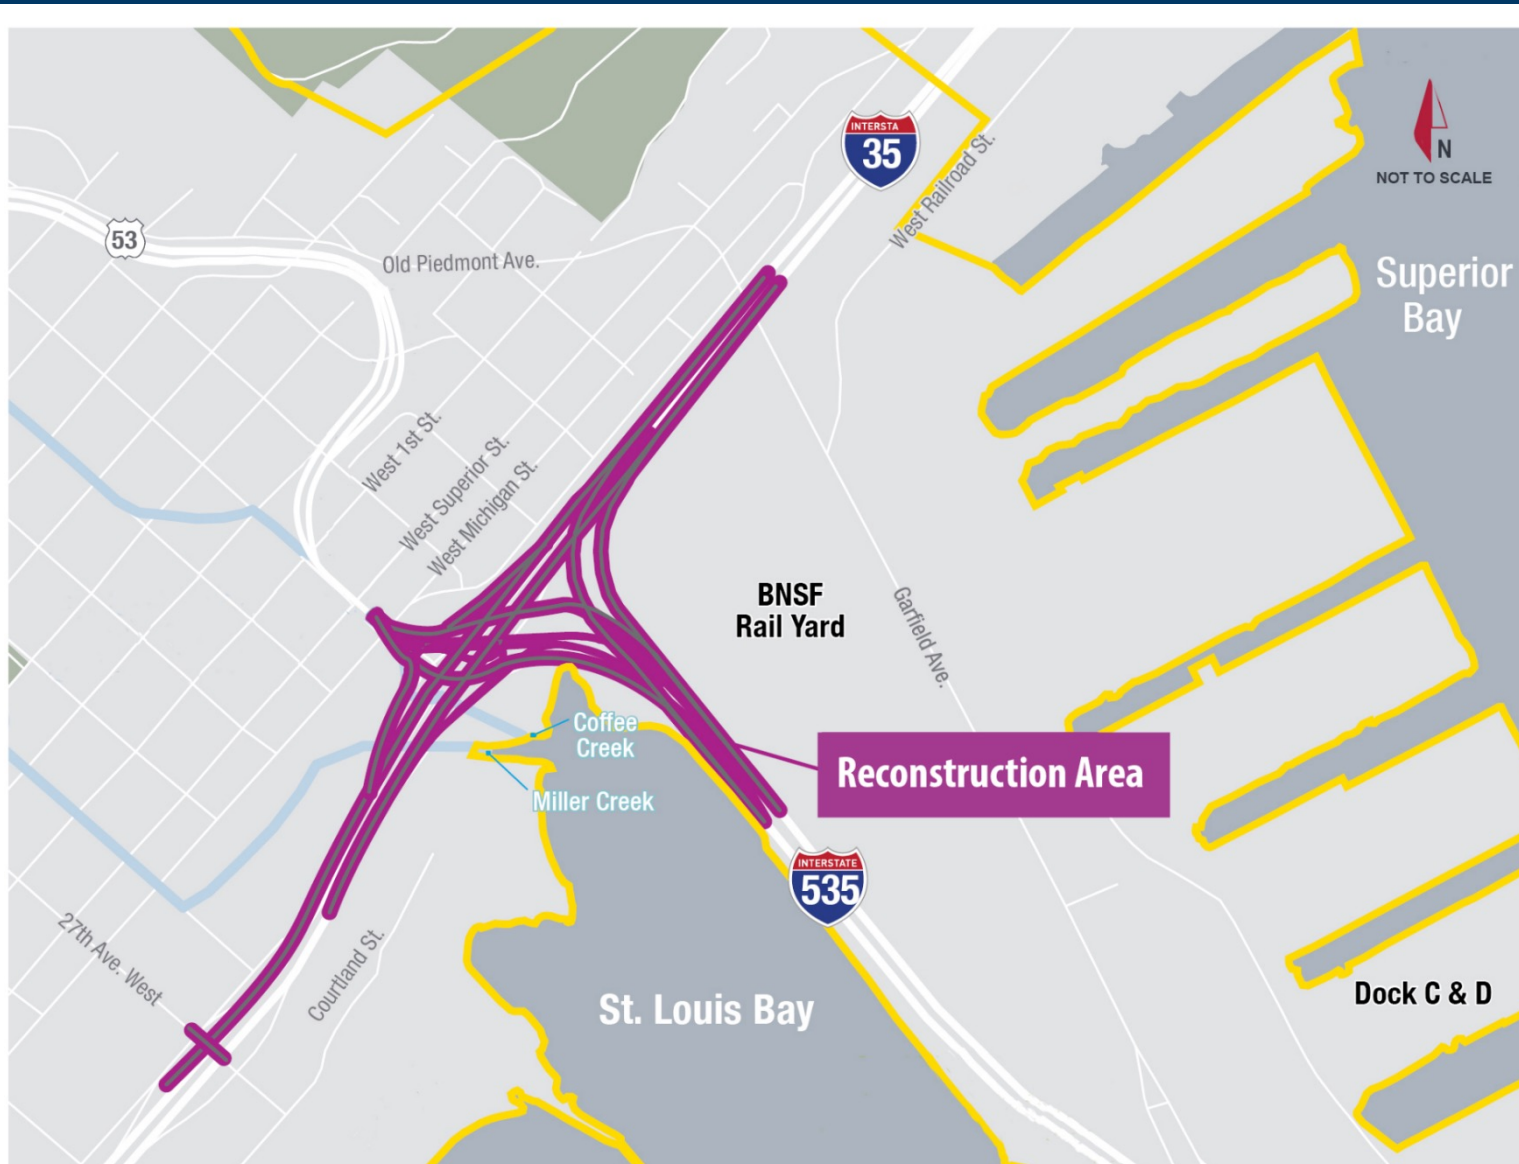 INTERSTA
35
N
NOT TO SCALE
West Railroad St.
53
Old Piedmont Ave.
Superior
Bay
West 1st St.
West Superior St.
West Michigan St.
BNSF
Rail Yard
Garfield Ave.
Coffee
Creek
Reconstruction Area
Miller Creek
INTERSTATE
535
27th Ave. West
Courtland St.
St. Louis Bay
Dock C & D